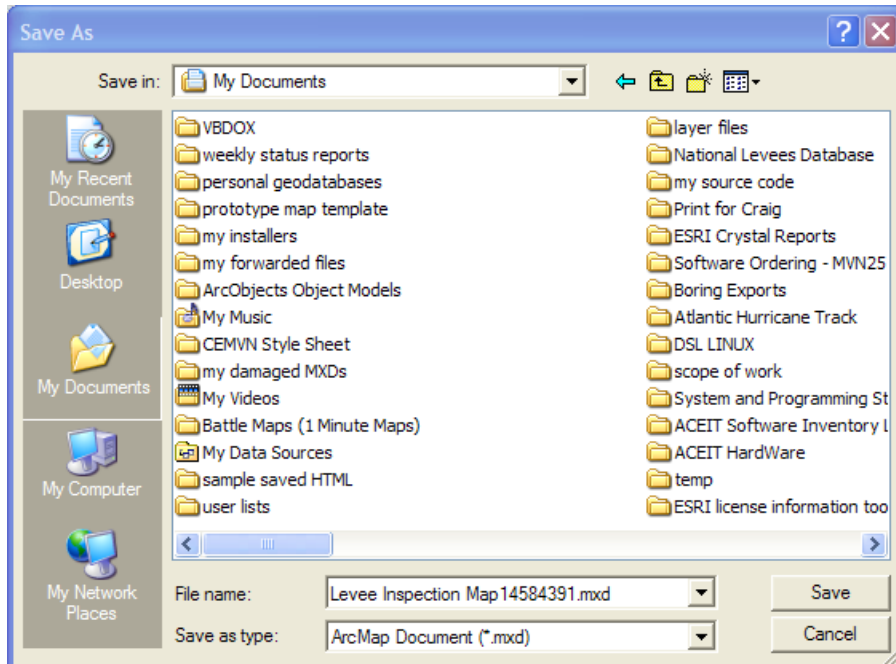 Save As
Save in: My Documents
My Recent
Documents
Desktop
My Documents
My Computer
My Network
Places
VBDOX
weekly status reports
personal geodatabases
prototype map template
my installers
my forwarded files
ArcObjects Object Models
My Music
CEMVN Style Sheet
my damaged MXDs
My Videos
Battle Maps (1 Minute Maps)
My Data Sources
sample saved HTML
user lists
layer files
National Levees Database
my source code
Print for Craig
ESRI Crystal Reports
Software Ordering - MVN25
Boring Exports
Atlantic Hurricane Track
DSL LINUX
scope of work
System and Programming St
ACEIT Software Inventory L
ACEIT HardWare
temp
ESRI license information too
File name: Levee Inspection Map14584391.mxd Save
Save as type: ArcMap Document (*.mxd) Cancel